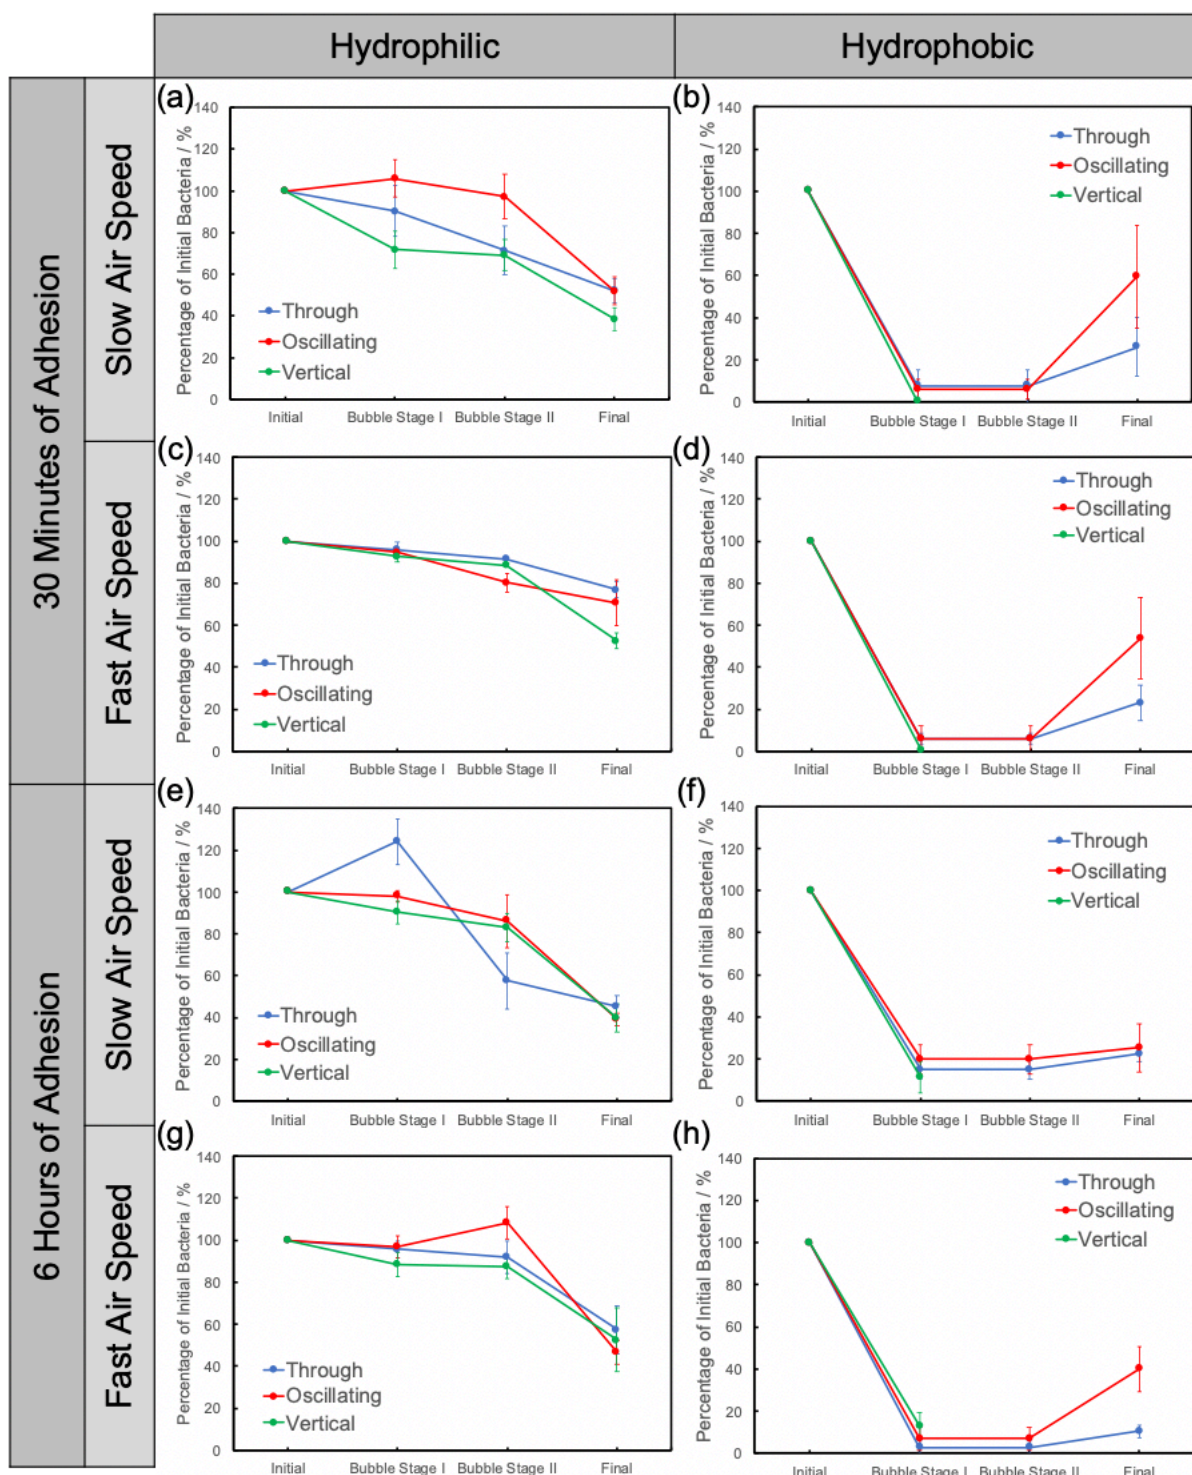 Hydrophilic
Hydrophobic
30 Minutes of Adhesion
Slow Air Speed
(a)
Percentage of Initial Bacteria / %
140
120
100
80
60
40
20
0
Through
Oscillating
Vertical
Initial
Bubble Stage I
Bubble Stage II
Final
(b)
Percentage of Initial Bacteria / %
140
120
100
80
60
40
20
0
Through
Oscillating
Vertical
Initial
Bubble Stage I
Bubble Stage II
Final
Fast Air Speed
(c)
Percentage of Initial Bacteria / %
140
120
100
80
60
40
20
0
Through
Oscillating
Vertical
Initial
Bubble Stage I
Bubble Stage II
Final
(d)
Percentage of Initial Bacteria / %
140
120
100
80
60
40
20
0
Through
Oscillating
Vertical
Initial
Bubble Stage I
Bubble Stage II
Final
6 Hours of Adhesion
Slow Air Speed
(e)
Percentage of Initial Bacteria / %
140
120
100
80
60
40
20
0
Through
Oscillating
Vertical
Initial
Bubble Stage I
Bubble Stage II
Final
(f)
Percentage of Initial Bacteria / %
140
120
100
80
60
40
20
0
Through
Oscillating
Vertical
Initial
Bubble Stage I
Bubble Stage II
Final
Fast Air Speed
(g)
Percentage of Initial Bacteria / %
140
120
100
80
60
40
20
0
Through
Oscillating
Vertical
Initial
Bubble Stage I
Bubble Stage II
Final
(h)
Percentage of Initial Bacteria / %
140
120
100
80
60
40
20
0
Through
Oscillating
Vertical
Initial
Bubble Stage I
Bubble Stage II
Final